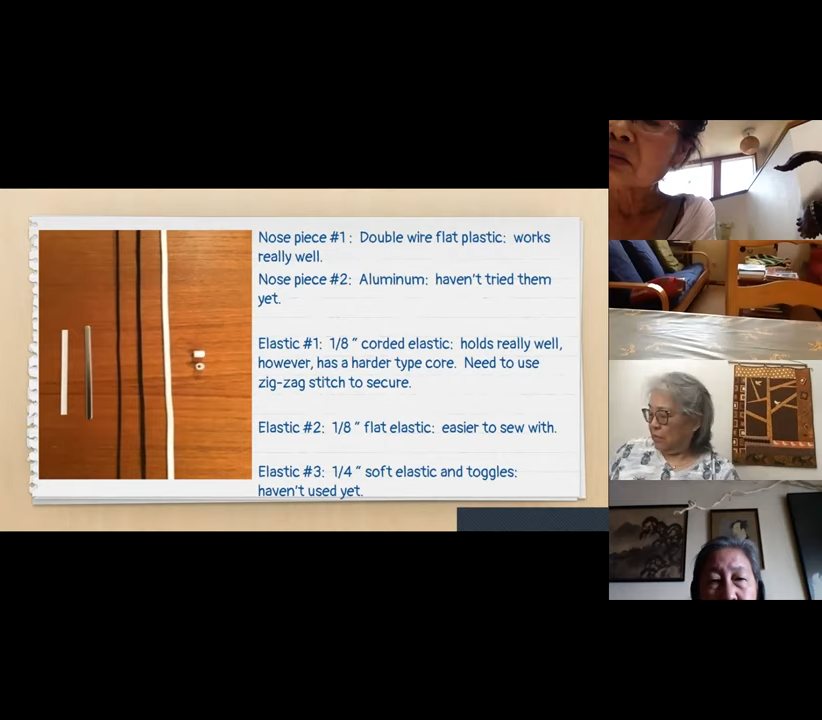 Nose piece #1 : Double wire flat plastic: works
really well.
Nose piece #2: Aluminum: haven't tried them
yet.
Elastic #1: 1/8 " corded elastic: holds really well,
however, has a harder type core. Need to use
zig-zag stitch to secure.
Elastic #2: 1/8 " flat elastic: easier to sew with.
Elastic #3: 1/4 " soft elastic and toggles:
haven't used yet.